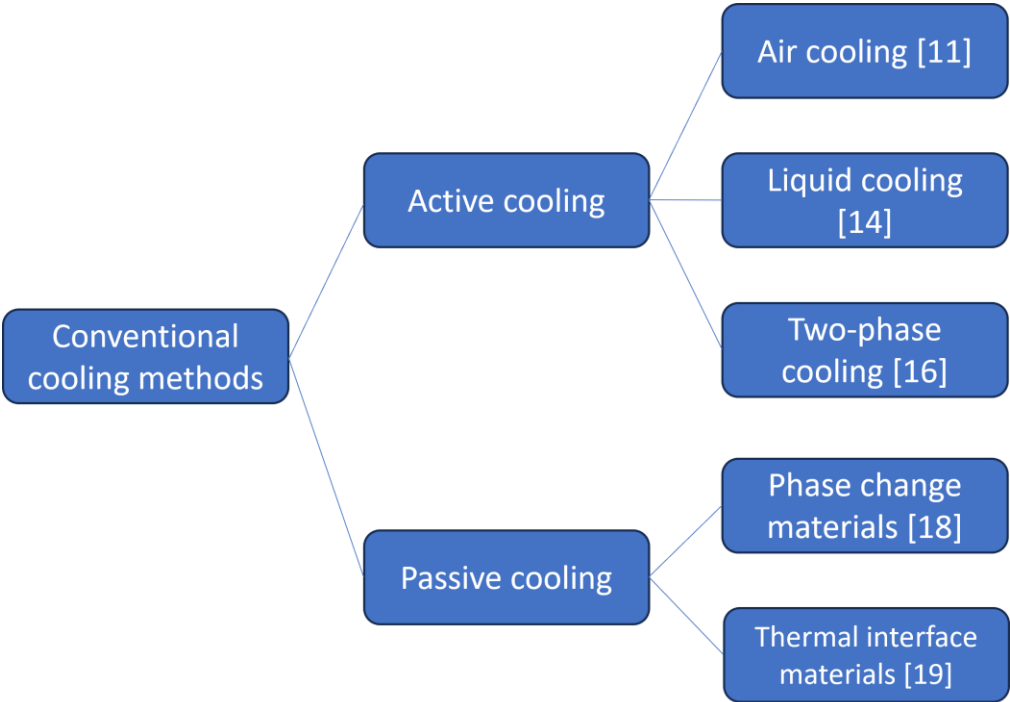 Conventional
cooling methods
Active cooling
Air cooling [11]
Liquid cooling
[14]
Two-phase
cooling [16]
Passive cooling
Phase change
materials [18]
Thermal interface
materials [19]